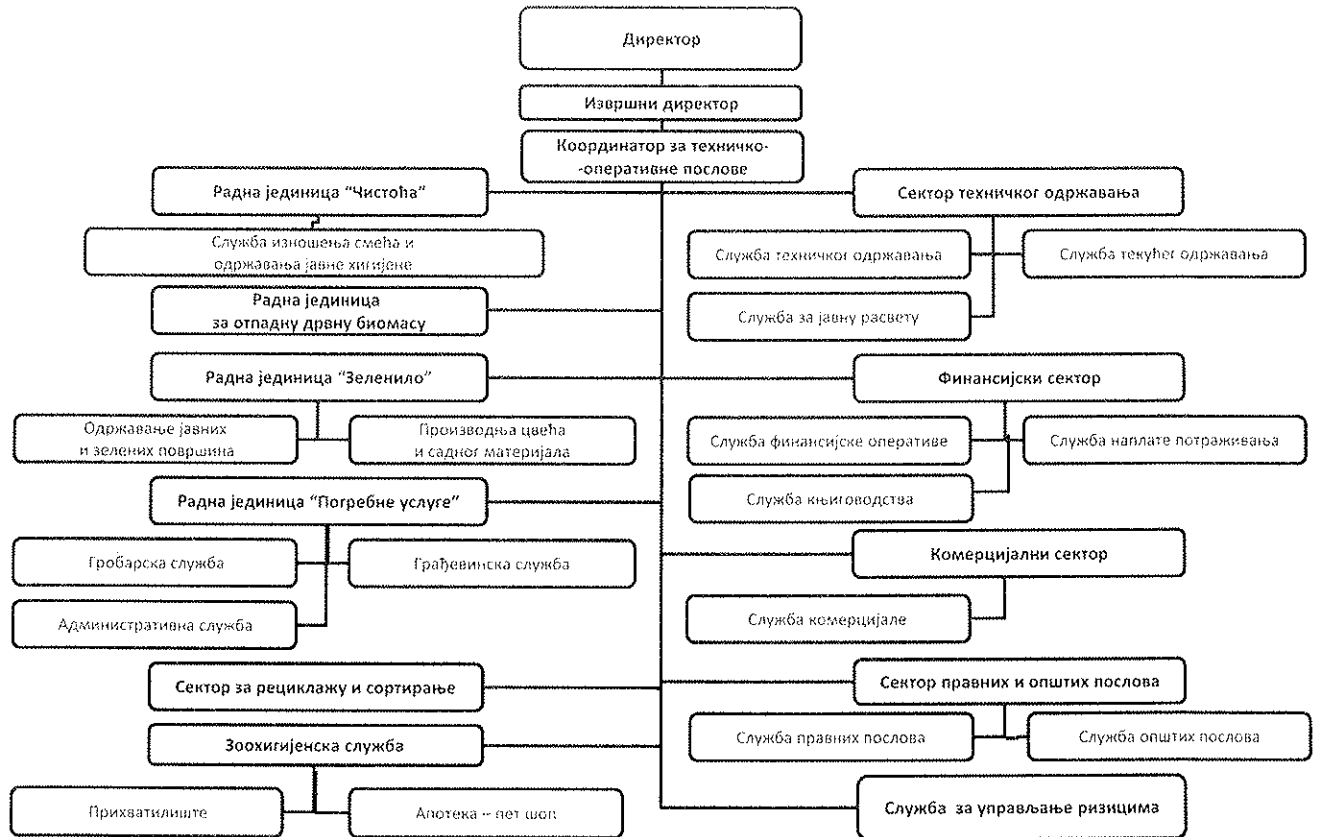 Директор
Извршни директор
Координатор за техничко-
-оперативне послове
Радна јединица “Чистоћа”
Сектор техничког одржавања
Служба изношења смећа и
одржавања јавне хигијене
Служба техничког одржавања
Служба текућег одржавања
Радна јединица
за отпадну дрвну биомасу
Служба за јавну расвету
Радна јединица “Зеленило”
Финансијски сектор
Одржавање јавних
и зелених површина
Производња цвећа
и садног материјала
Служба финансијске оперативе
Служба наплате потраживања
Радна јединица “Погребне услуге”
Служба књиговодства
Гробарска служба
Грађевинска служба
Комерцијални сектор
Административна служба
Служба комерцијале
Сектор за рециклажу и сортирање
Сектор правних и општих послова
Зоохигијенска служба
Служба правних послова
Служба општих послова
Прихватилиште
Апотека – пет шоп
Служба за управљање ризицима